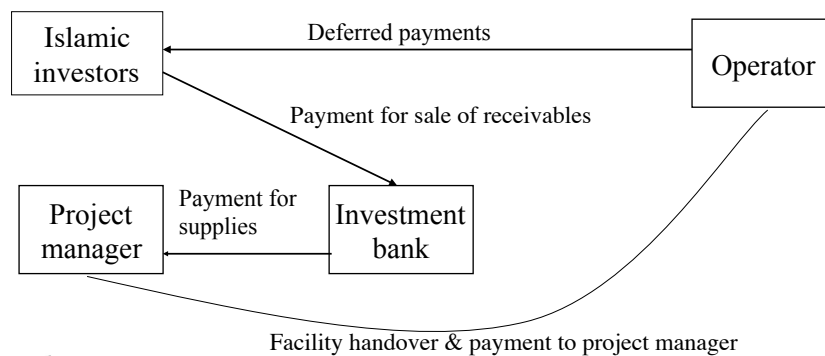 Islamic
investors
Deferred payments
Operator
Payment for sale of receivables
Project
manager
Payment for
supplies
Investment
bank
Facility handover & payment to project manager